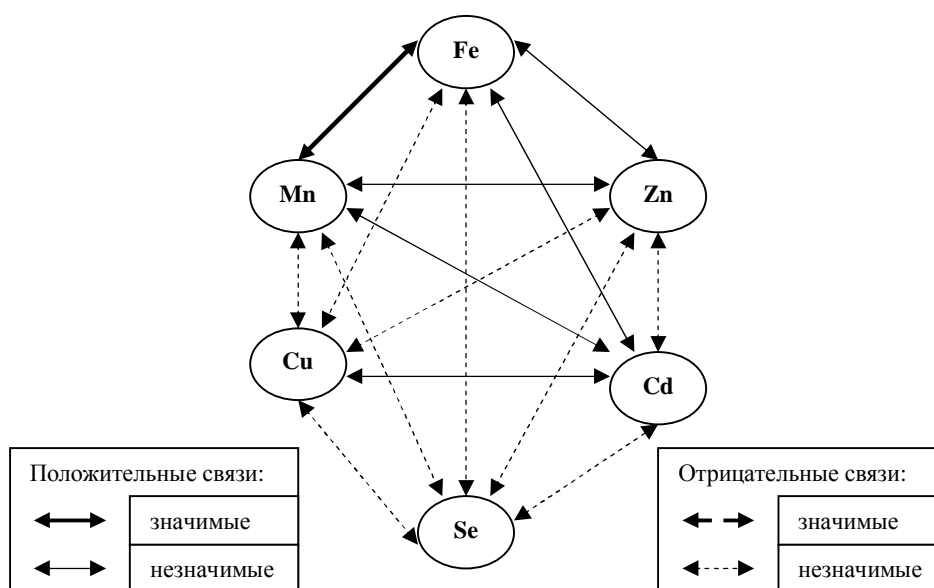 Fe
Mn
Zn
Cu
Cd
Se
Положительные связи:
значимые
незначимые
Отрицательные связи:
значимые
незначимые